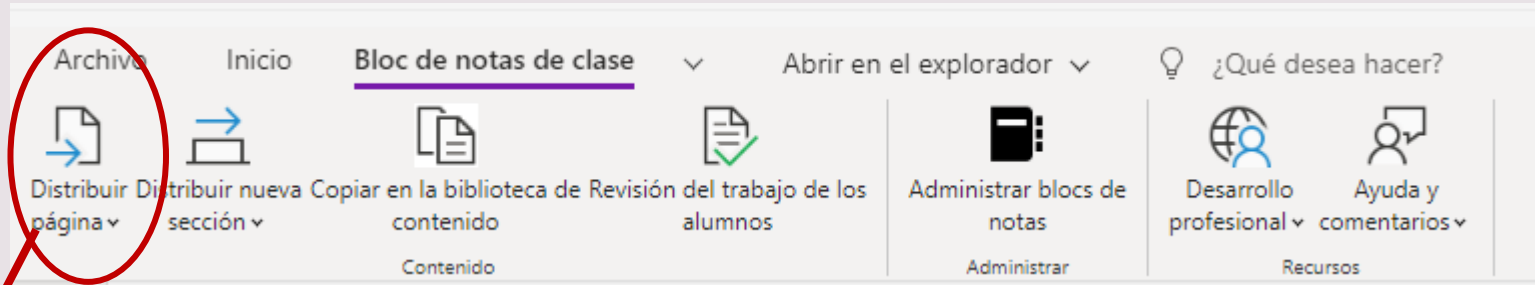 Archivo Inicio Bloc de notas de clase Abrir en el explorador ¿Qué desea hacer?
Distribuir página
Distribuir nueva sección
Copiar en la biblioteca de contenido
Revisión del trabajo de los alumnos
Administrar blocs de notas
Desarrollo profesional
Ayuda y comentarios
Contenido Administrar Recursos